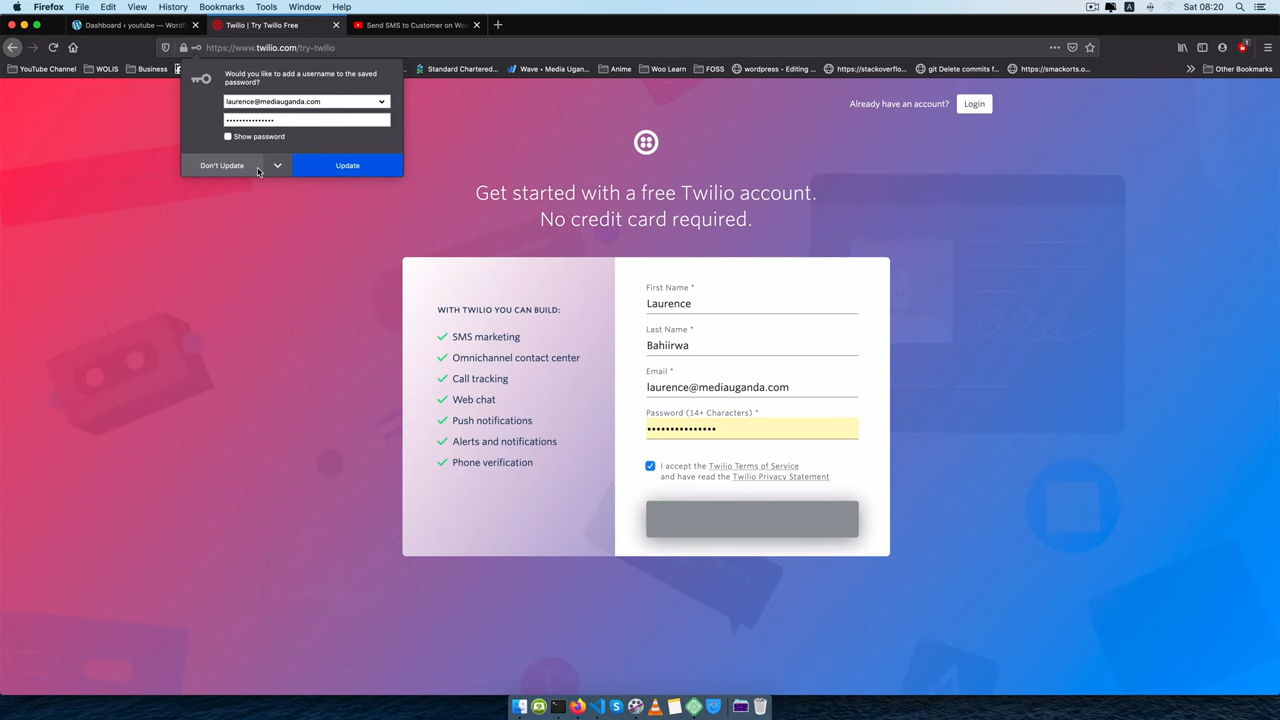 Firefox File Edit View History Bookmarks Tools Window Help
A Sat 08:20
Dashboard ‹ youtube — WordP
Twilio | Try Twilio Free
Send SMS to Customer on Wo
https://www.twilio.com/try-twilio
YouTube Channel WOLIS Business
Standard Chartered... Wave • Media Ugan... Anime Woo Learn FOSS wordpress - Editing ... https://stackoverflo... git Delete commits f... https://smackorts.o... Other Bookmarks
Would you like to add a username to the saved
password?
laurence@mediauganda.com
•••••••••••••••
Show password
Don't Update
Update
Already have an account? Login
Get started with a free Twilio account.
No credit card required.
WITH TWILIO YOU CAN BUILD:
SMS marketing
Omnichannel contact center
Call tracking
Web chat
Push notifications
Alerts and notifications
Phone verification
First Name *
Laurence
Last Name *
Bahiirwa
Email *
laurence@mediauganda.com
Password (14+ Characters) *
•••••••••••••••
I accept the Twilio Terms of Service
and have read the Twilio Privacy Statement